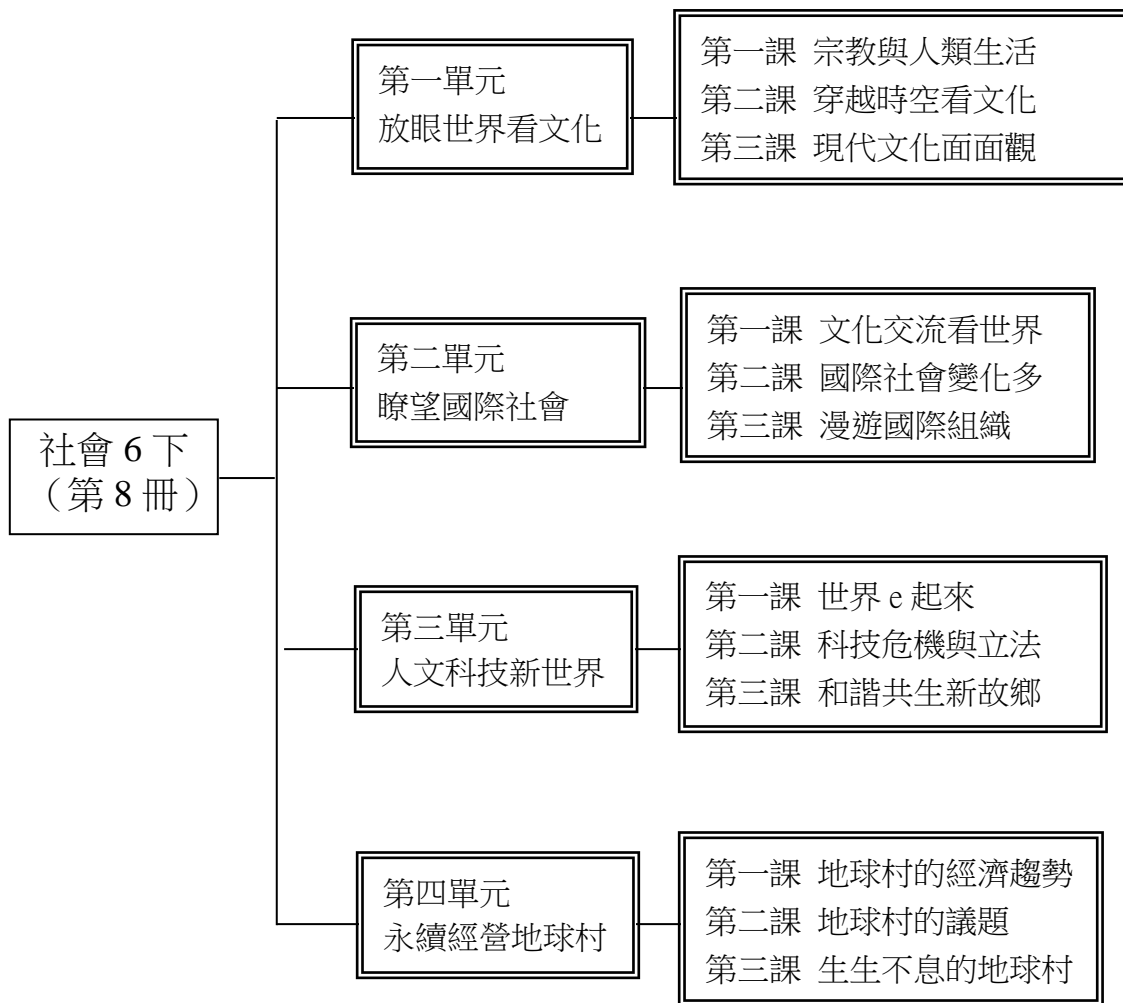 社會 6 下
（第 8 冊）
第一單元
放眼世界看文化
第一課 宗教與人類生活
第二課 穿越時空看文化
第三課 現代文化面面觀
第二單元
瞭望國際社會
第一課 文化交流看世界
第二課 國際社會變化多
第三課 漫遊國際組織
第三單元
人文科技新世界
第一課 世界 e 起來
第二課 科技危機與立法
第三課 和諧共生新故鄉
第四單元
永續經營地球村
第一課 地球村的經濟趨勢
第二課 地球村的議題
第三課 生生不息的地球村